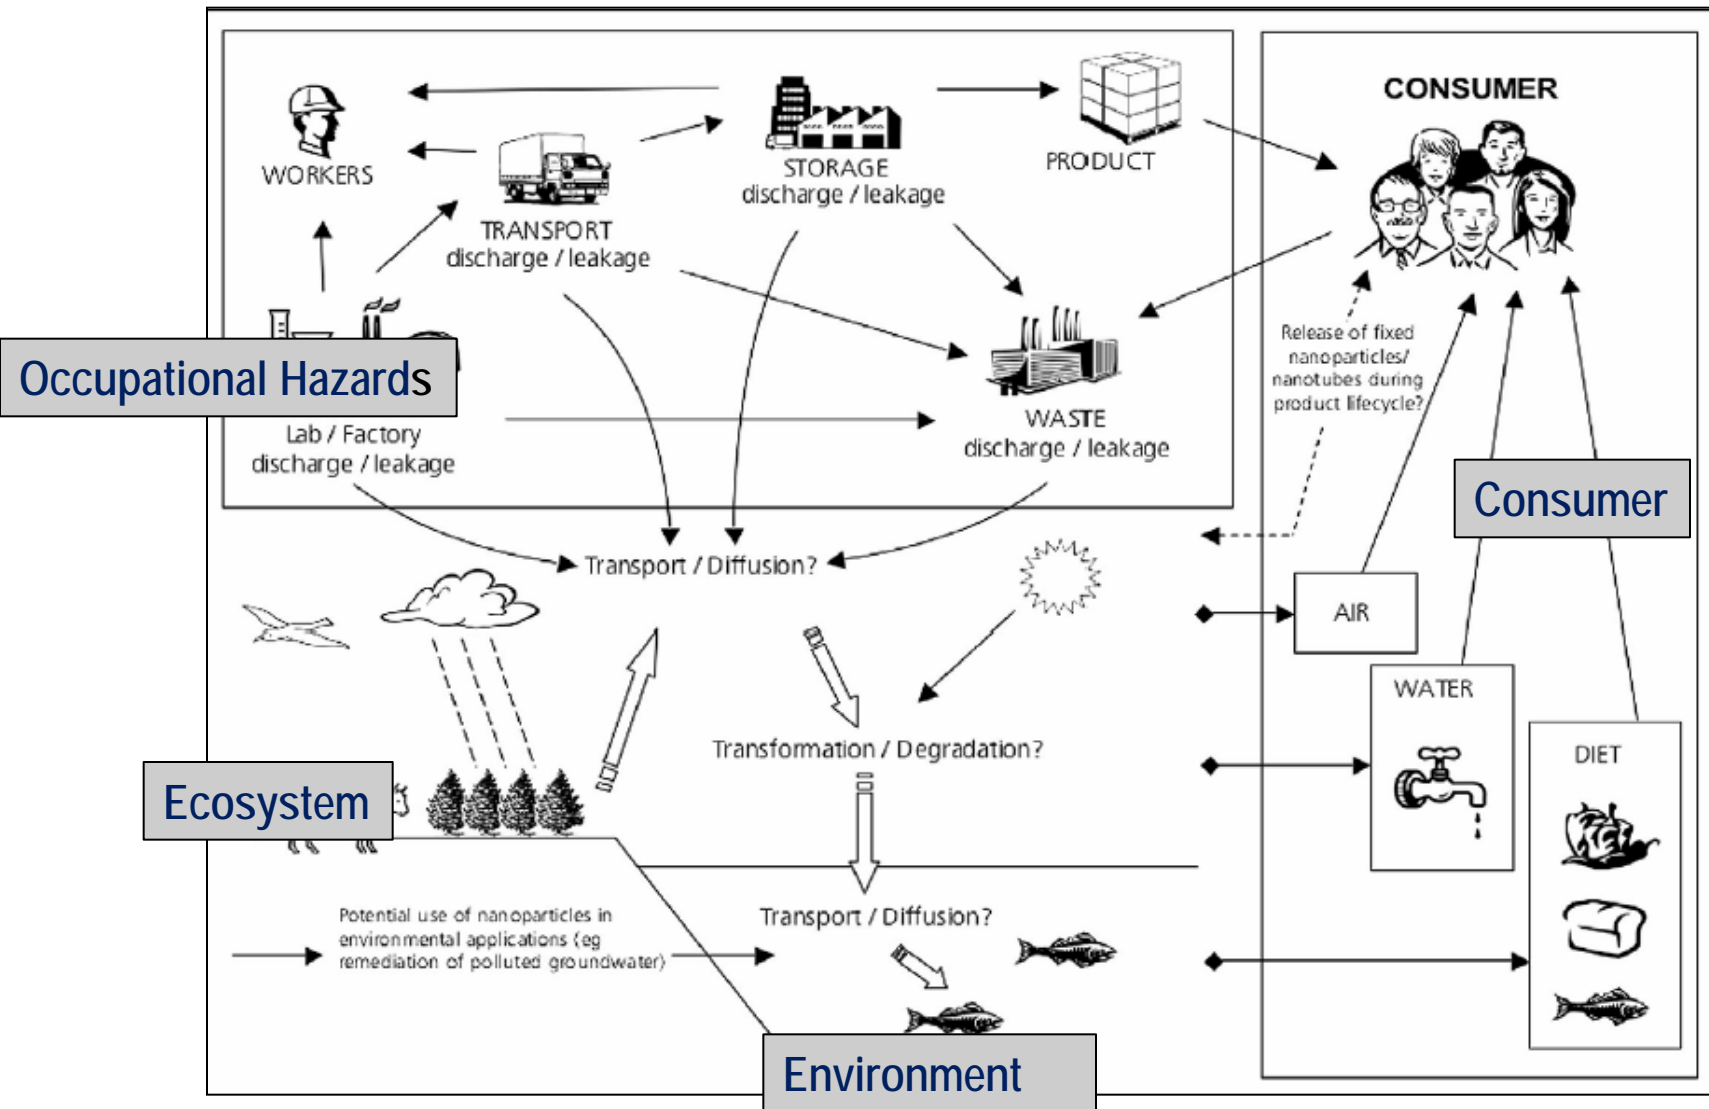 CONSUMER
WORKERS
STORAGE
discharge / leakage
PRODUCT
TRANSPORT
discharge / leakage
Occupational Hazards
Lab / Factory
discharge / leakage
WASTE
discharge / leakage
Release of fixed
nanoparticles/
nanotubes during
product lifecycle?
Consumer
Transport / Diffusion?
AIR
WATER
DIET
Transformation / Degradation?
Ecosystem
Potential use of nanoparticles in
environmental applications (eg
remediation of polluted groundwater)
Transport / Diffusion?
Environment